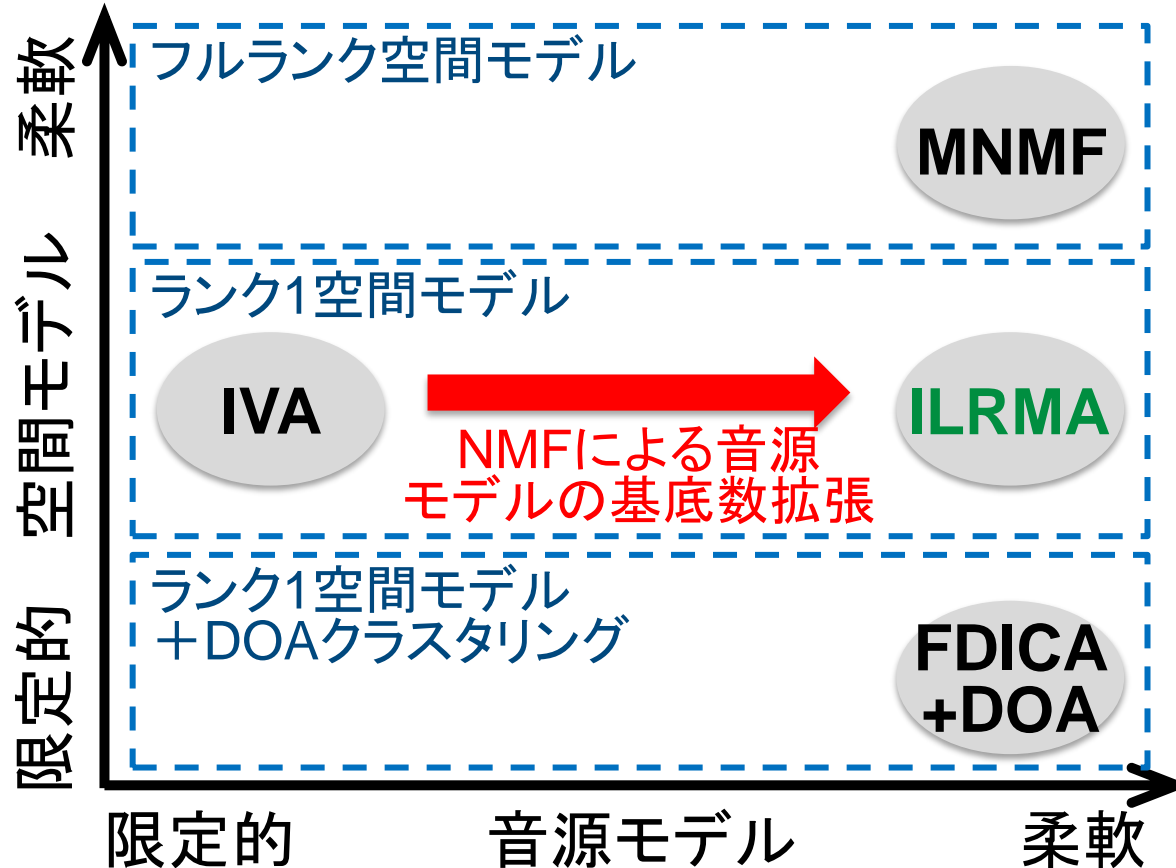 柔軟
空間モデル
限定的
フルランク空間モデル
MNMF
ランク1空間モデル
IVA
ILRMA
NMFによる音源
モデルの基底数拡張
ランク1空間モデル
+DOAクラスタリング
FDICA
+DOA
限定的
音源モデル
柔軟